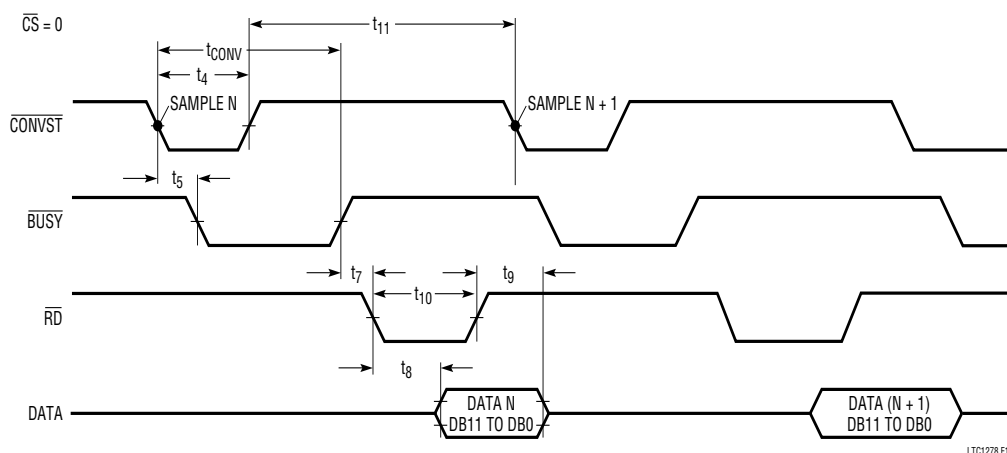 CS = 0
t11
tCONV
t4
SAMPLE N
SAMPLE N + 1
CONVST
t5
BUSY
t7
t9
t10
RD
t8
DATA
DATA N
DB11 TO DB0
DATA (N + 1)
DB11 TO DB0